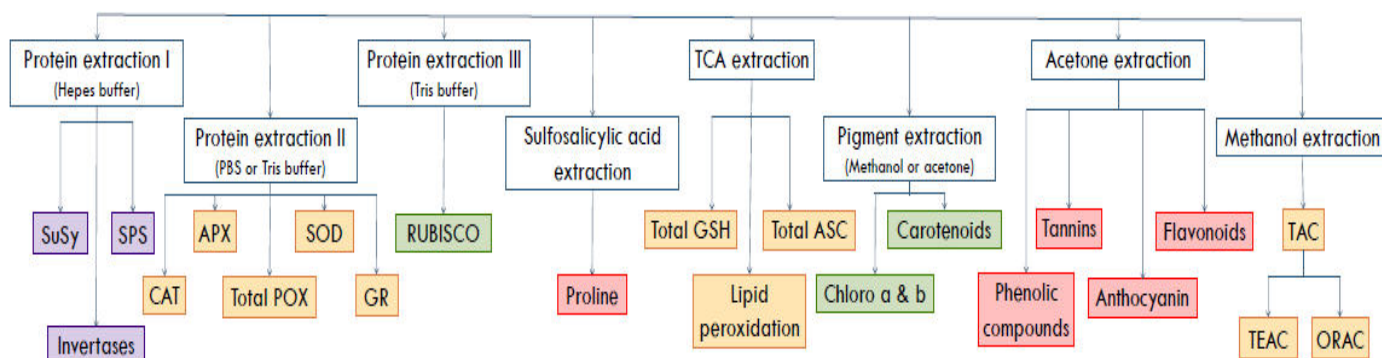 Protein extraction I
(Hepes buffer)
Protein extraction III
(Tris buffer)
TCA extraction
Acetone extraction
Protein extraction II
(PBS or Tris buffer)
Sulfosalicylic acid
extraction
Pigment extraction
(Methanol or acetone)
Methanol extraction
SuSy
SPS
APX
SOD
RUBISCO
Total GSH
Total ASC
Carotenoids
Tannins
Flavonoids
TAC
CAT
Total POX
GR
Proline
Lipid
peroxidation
Chloro a & b
Phenolic
compounds
Anthocyanin
Invertases
TEAC
ORAC